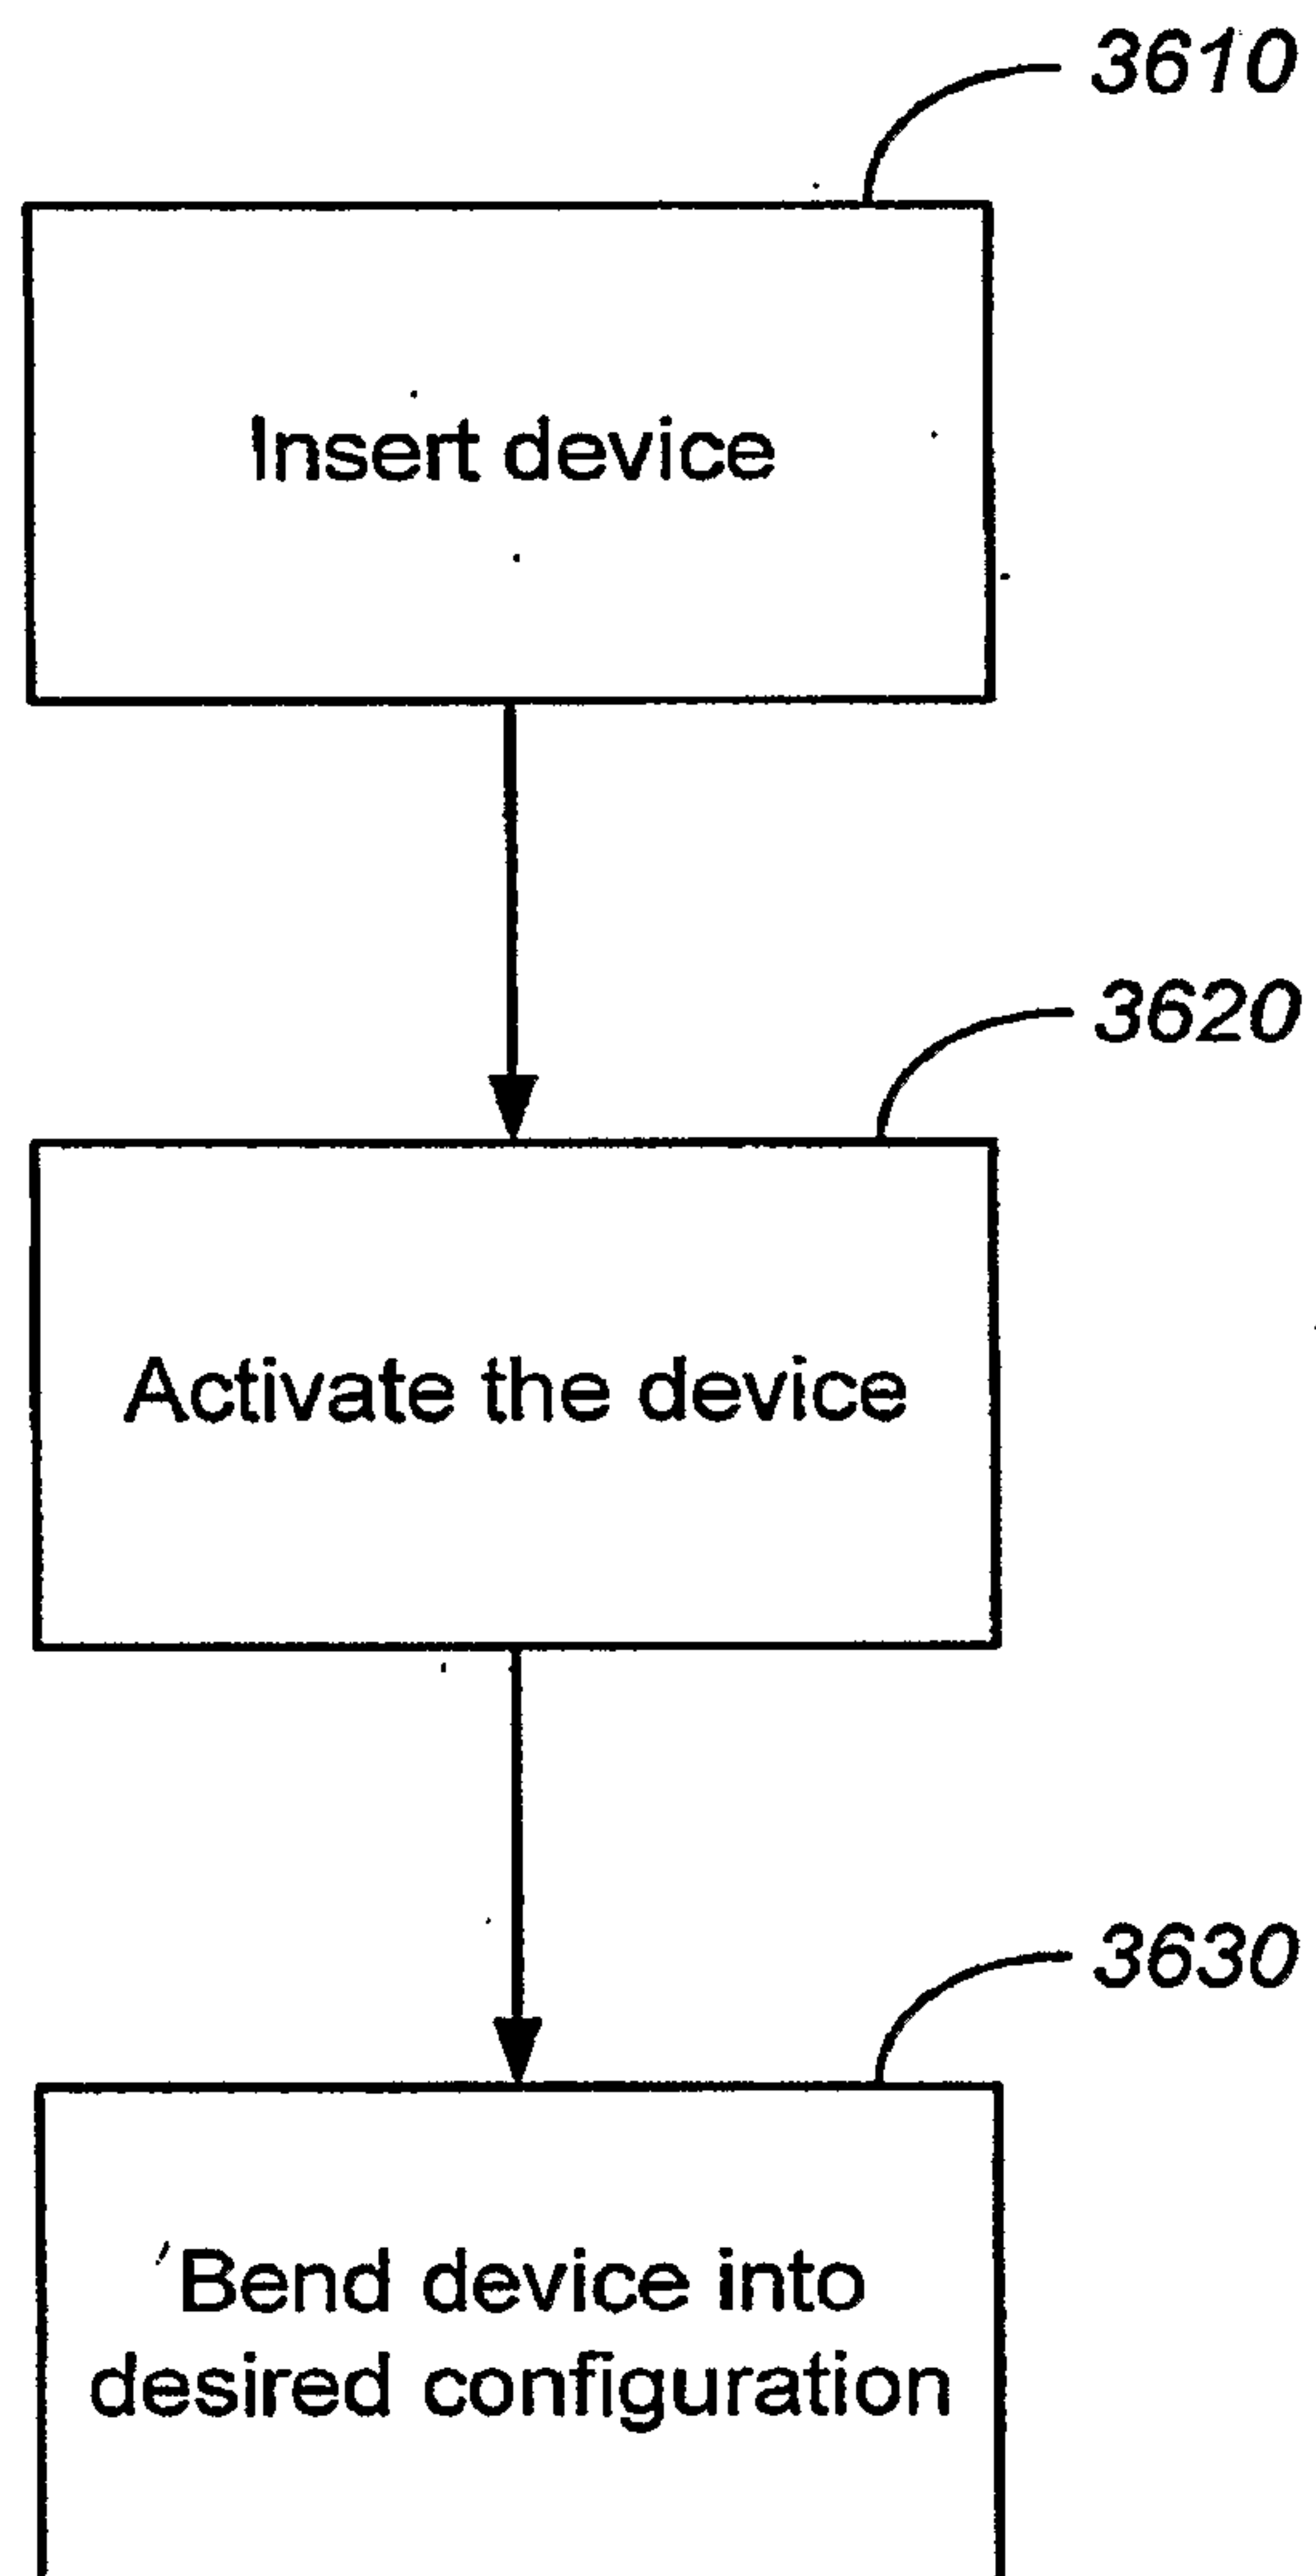 3610
Insert device
3620
Activate the device
3630
Bend device into
desired configuration